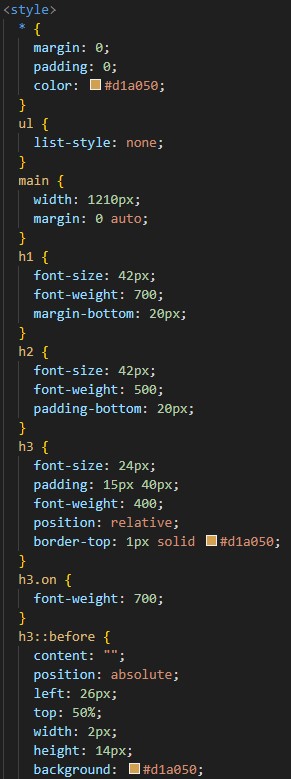 <style>
* {
margin: 0;
padding: 0;
color: #d1a050;
}
ul {
list-style: none;
}
main {
width: 1210px;
margin: 0 auto;
}
h1 {
font-size: 42px;
font-weight: 700;
margin-bottom: 20px;
}
h2 {
font-size: 42px;
font-weight: 500;
padding-bottom: 20px;
}
h3 {
font-size: 24px;
padding: 15px 40px;
font-weight: 400;
position: relative;
border-top: 1px solid #d1a050;
}
h3.on {
font-weight: 700;
}
h3::before {
content: "";
position: absolute;
left: 26px;
top: 50%;
width: 2px;
height: 14px;
background: #d1a050;